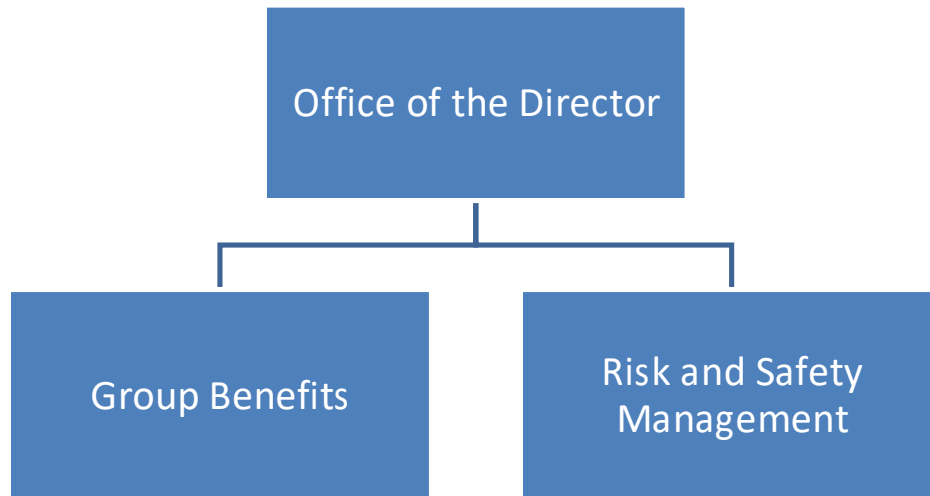 Office of the Director
Group Benefits
Risk and Safety
Management